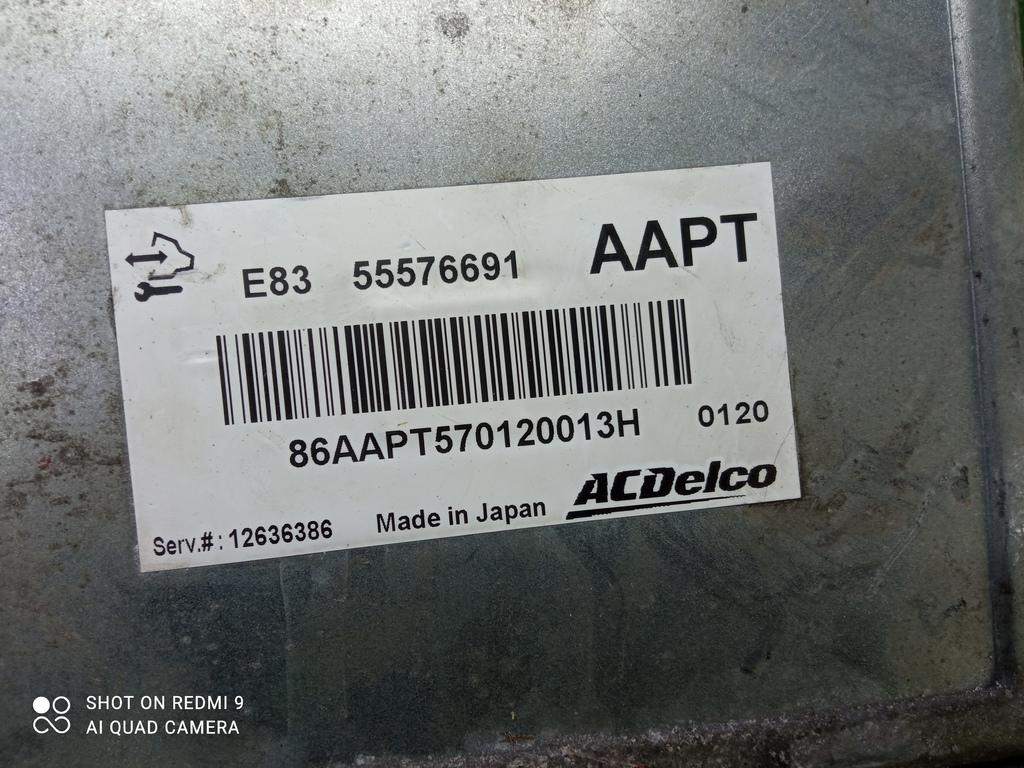 E83 55576691 AAPT
86AAPT570120013H 0120
Serv.#: 12636386 Made in Japan ACDelco
SHOT ON REDMI 9
AI QUAD CAMERA